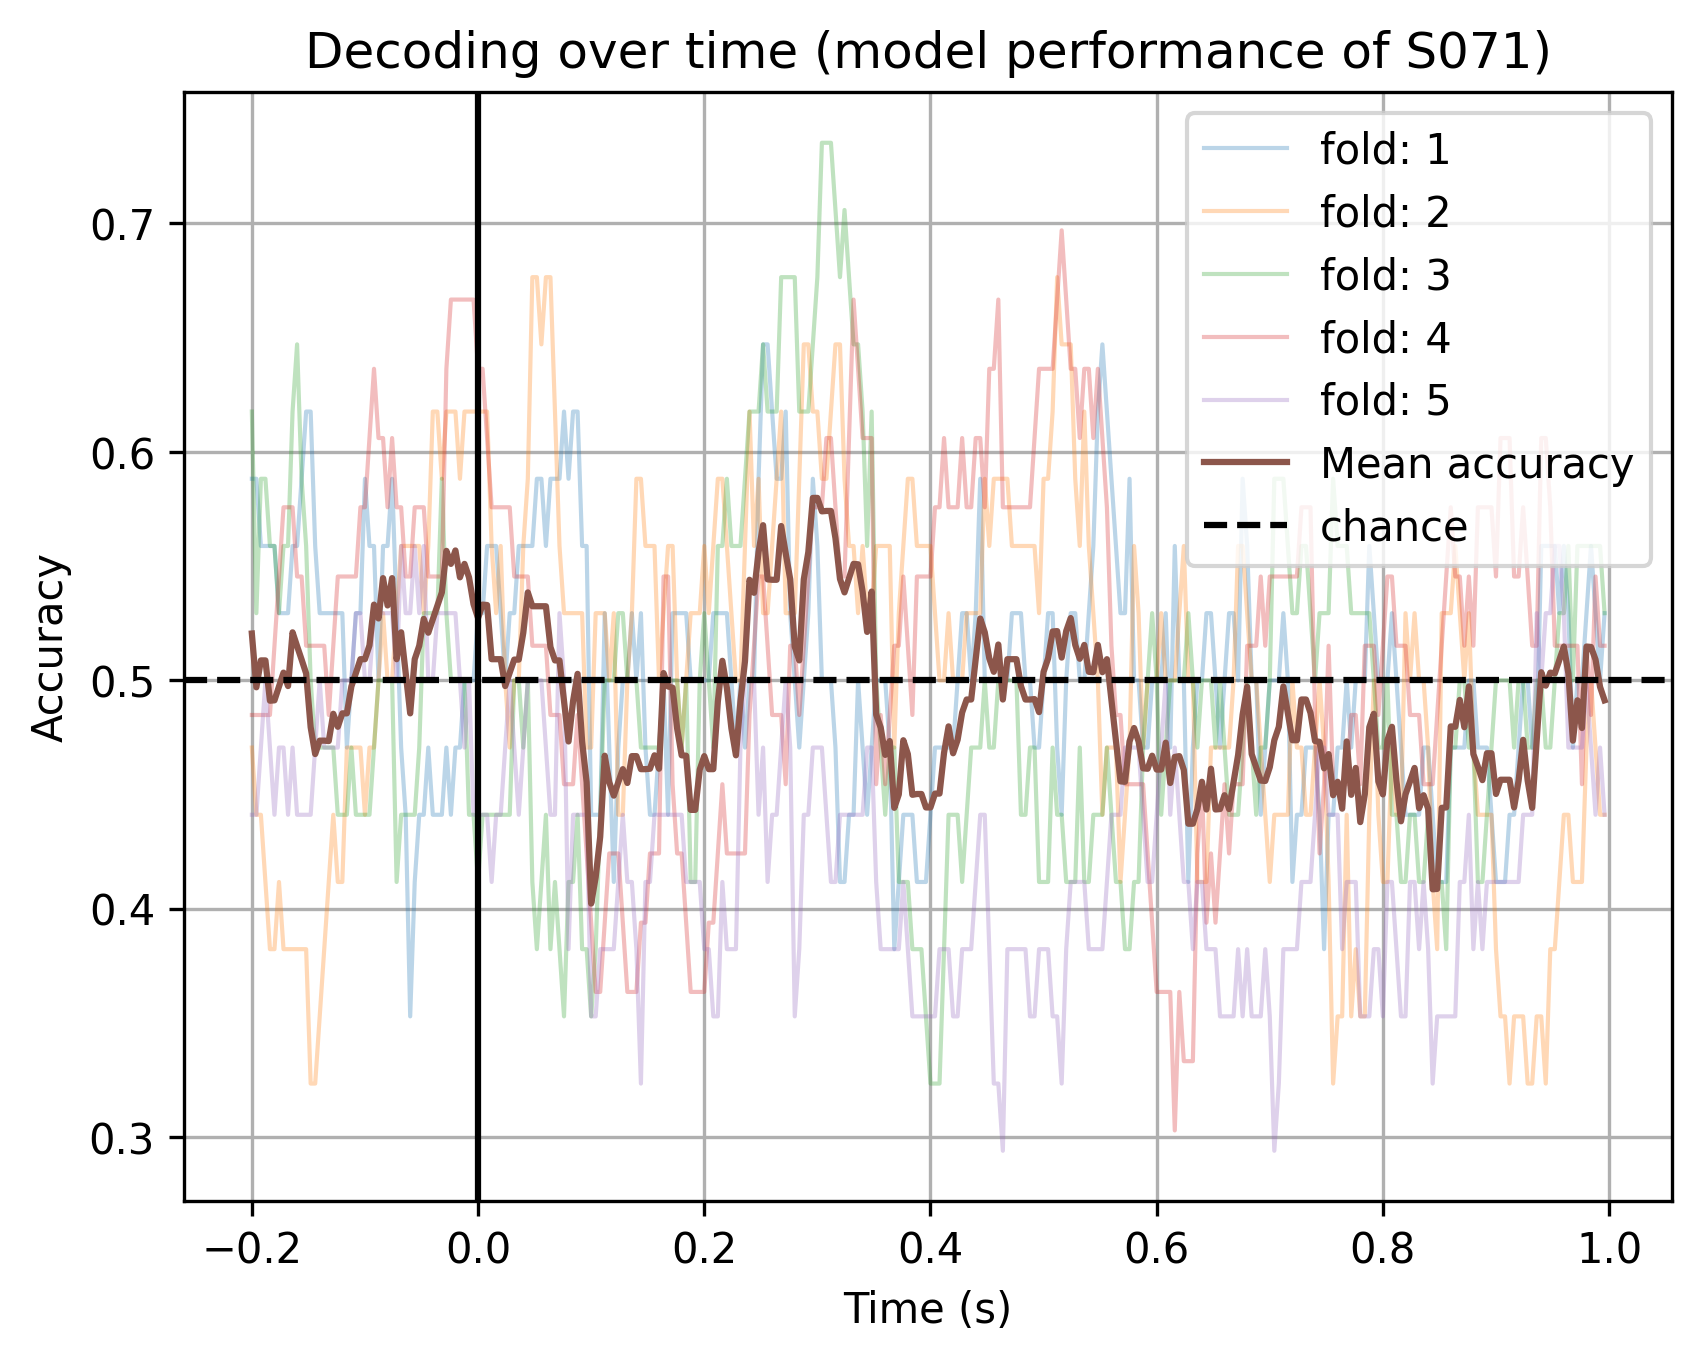 Decoding over time (model performance of S071)
fold: 1
fold: 2
fold: 3
fold: 4
fold: 5
Mean accuracy
chance
Accuracy
0.7
0.6
0.5
0.4
0.3
−0.2 0.0 0.2 0.4 0.6 0.8 1.0
Time (s)